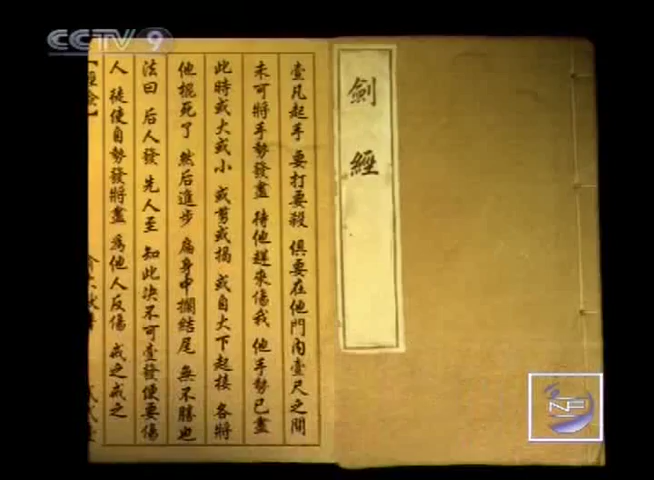 CCTV 9
劍經
壹凡起手 要打要殺 俱要在他門內壹尺之間
未可將手勢發盡 待他趕來傷我 他手勢已盡
此時或大或小 或剪或揭 或自大下起接 各將
他棍死了 然后進步 扁身中攔結尾 無不勝也
法曰 后人發 先人至 知此決不可壹發便要傷
人 徒使自勢發將盡 爲他人反傷 戒之戒之